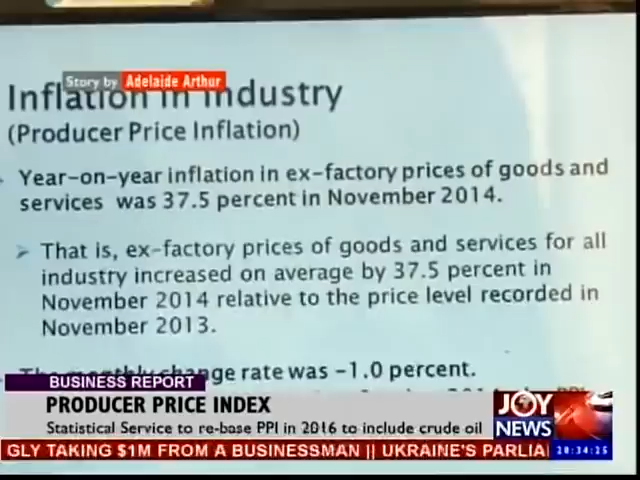 Story by Adelaide Arthur
Inflation in Industry
(Producer Price Inflation)
Year-on-year inflation in ex-factory prices of goods and
services was 37.5 percent in November 2014.
➢ That is, ex-factory prices of goods and services for all
industry increased on average by 37.5 percent in
November 2014 relative to the price level recorded in
November 2013.
The monthly change rate was -1.0 percent.
BUSINESS REPORT
PRODUCER PRICE INDEX
Statistical Service to re-base PPI in 2016 to include crude oil
JOY
NEWS
GLY TAKING $1M FROM A BUSINESSMAN || UKRAINE'S PARLIA
20:34:25